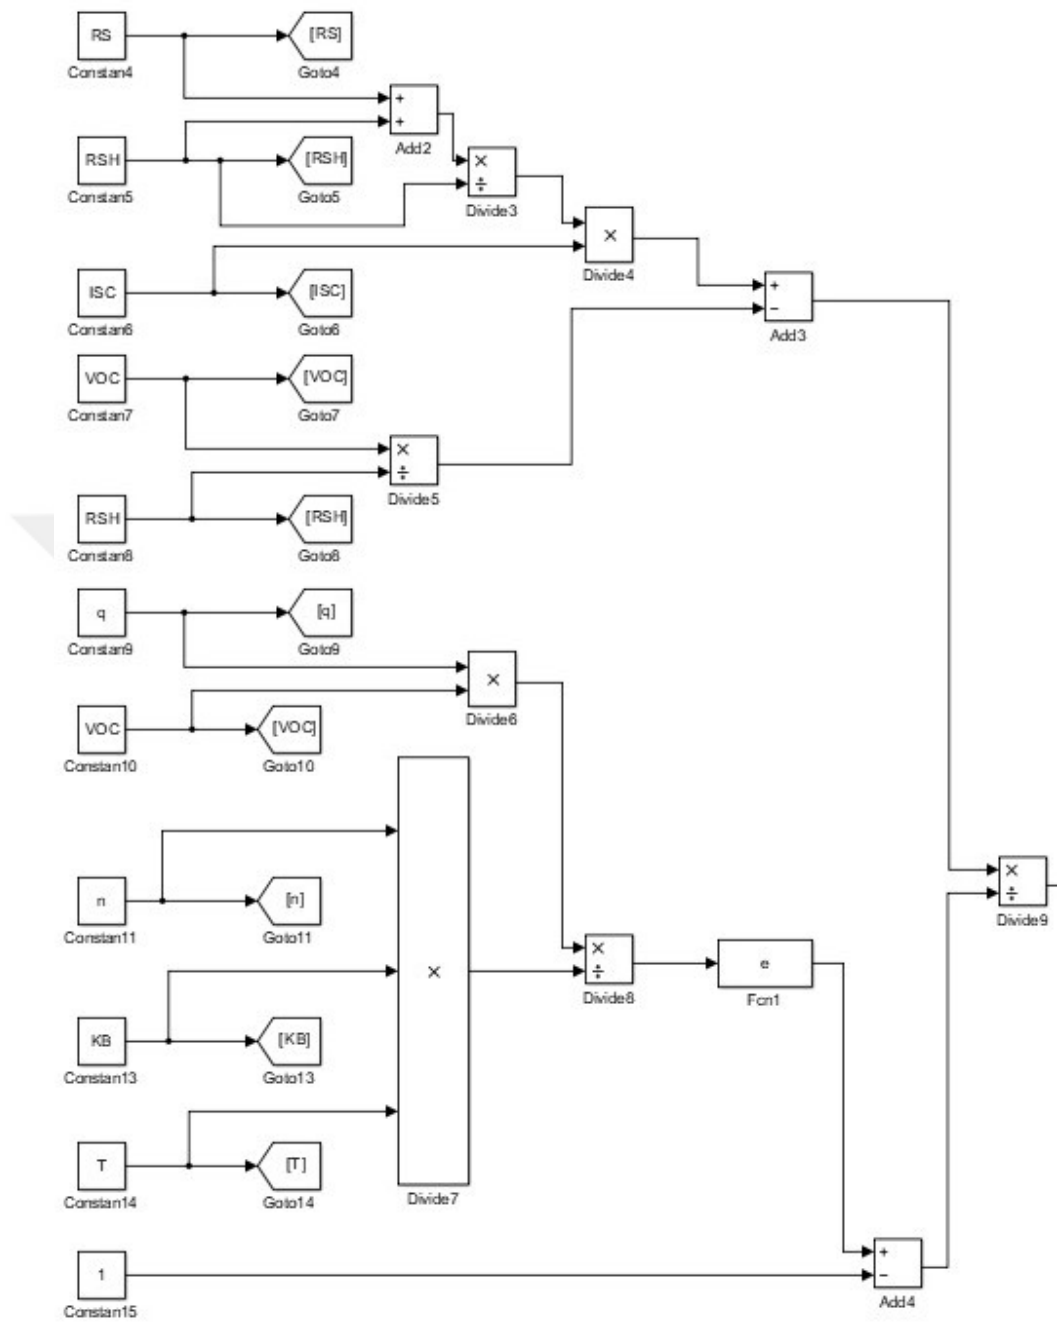 RS
[RS]
Constan4
Goto4
+
+
Add2
RSH
[RSH]
Constan5
Goto5
×
÷
Divide3
×
Divide4
ISC
[ISC]
Constan6
Goto6
+
−
Add3
VOC
[VOC]
Constan7
Goto7
×
÷
Divide5
RSH
[RSH]
Constan8
Goto8
q
[q]
Constan9
Goto9
×
Divide6
VOC
[VOC]
Constan10
Goto10
n
[n]
Constan11
Goto11
×
÷
Divide9
×
÷
Divide8
e
Fcn1
×
Divide7
KB
[KB]
Constan13
Goto13
T
[T]
Constan14
Goto14
1
Constan15
+
−
Add4